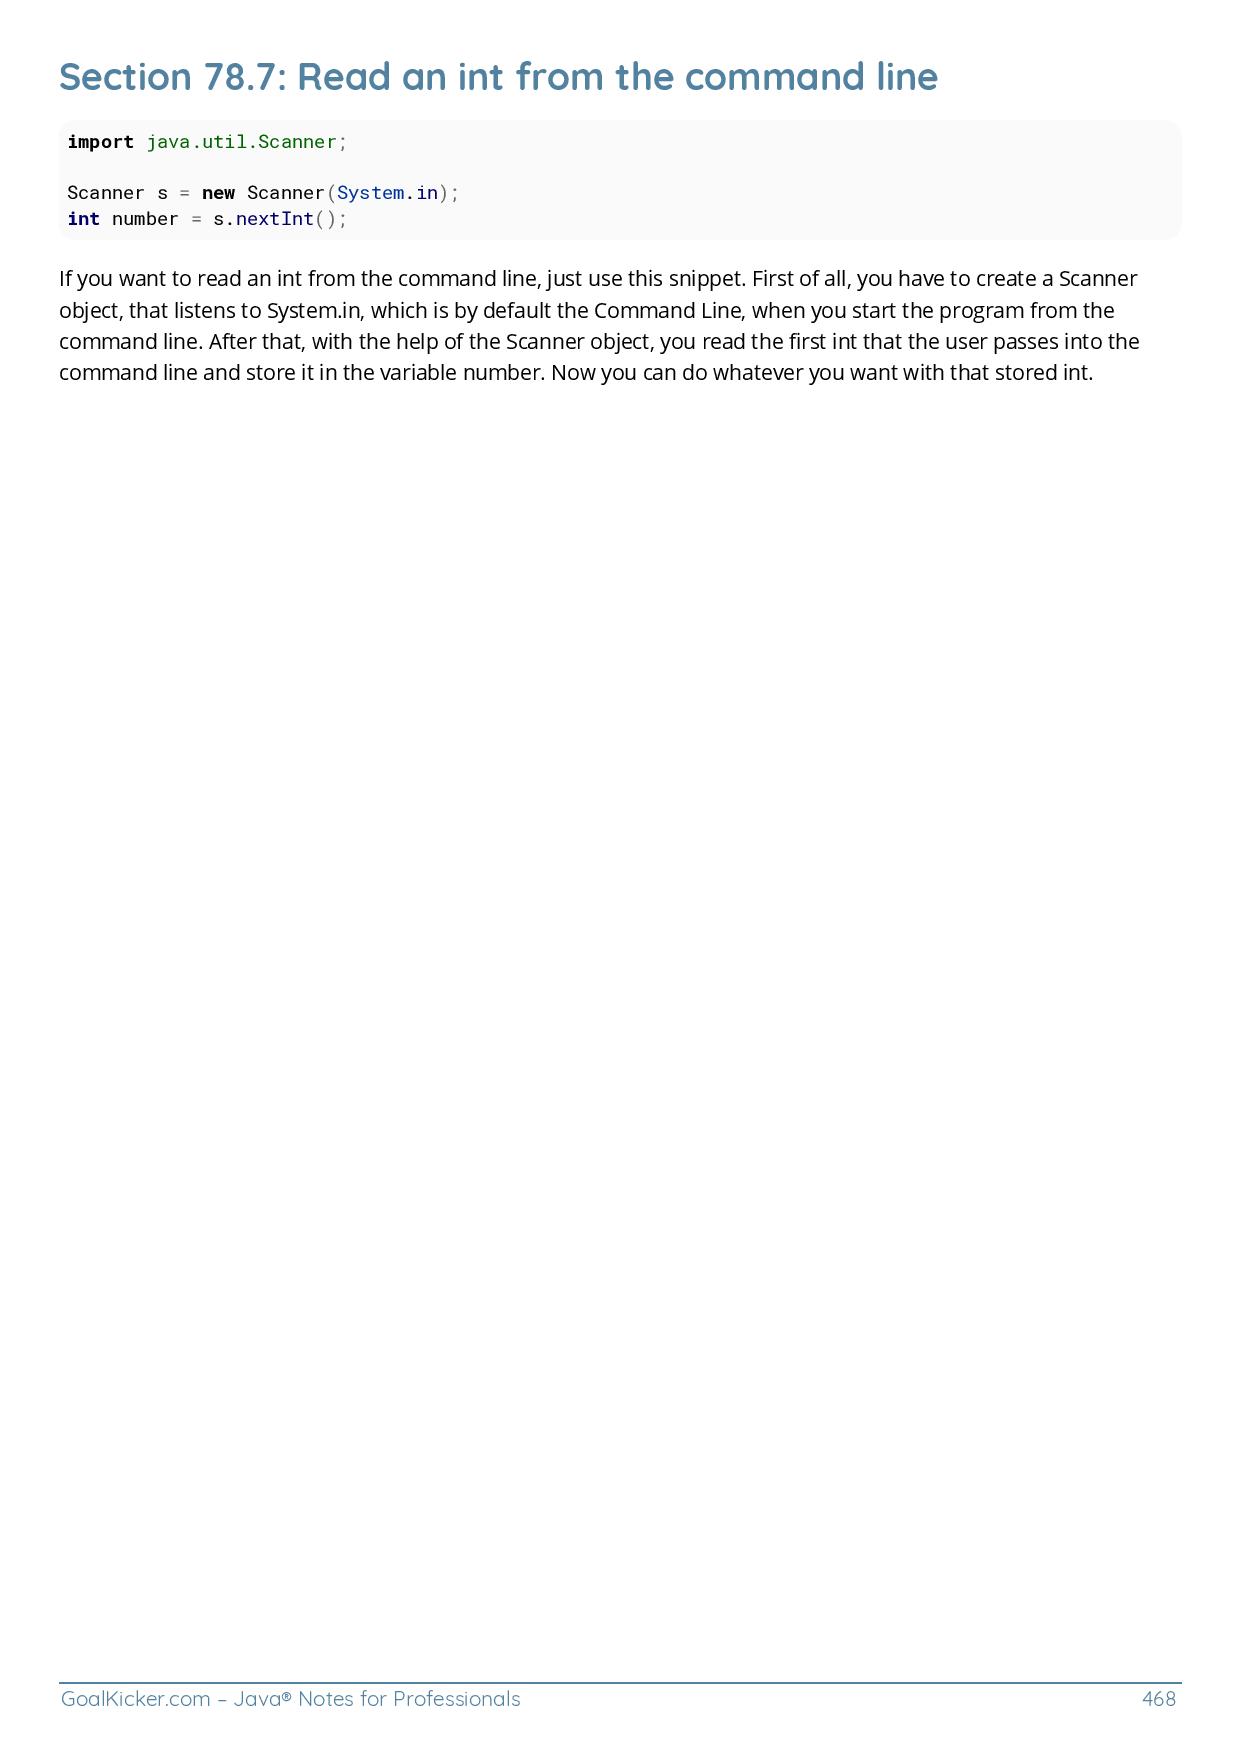 Section 78.7: Read an int from the command line
import java.util.Scanner;
Scanner s = new Scanner(System.in);
int number = s.nextInt();
If you want to read an int from the command line, just use this snippet. First of all, you have to create a Scanner
object, that listens to System.in, which is by default the Command Line, when you start the program from the
command line. After that, with the help of the Scanner object, you read the first int that the user passes into the
command line and store it in the variable number. Now you can do whatever you want with that stored int.
GoalKicker.com – Java® Notes for Professionals 468